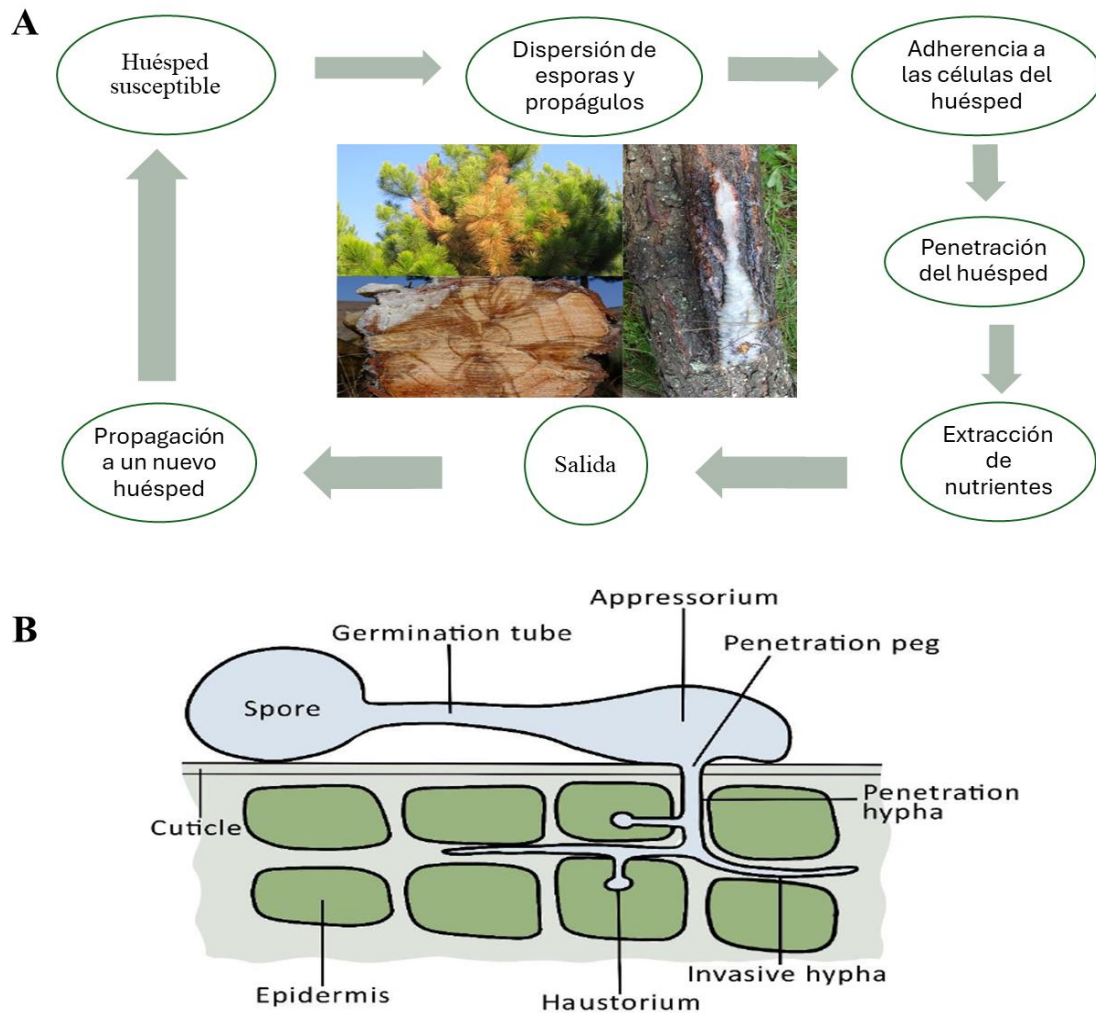 A
Huésped
susceptible
Dispersión de
esporas y
propágulos
Adherencia a
las células del
huésped
Penetración
del huésped
Extracción
de
nutrientes
Salida
Propagación
a un nuevo
huésped
B
Appressorium
Germination tube
Penetration peg
Spore
Penetration
hypha
Cuticle
Invasive hypha
Epidermis
Haustorium